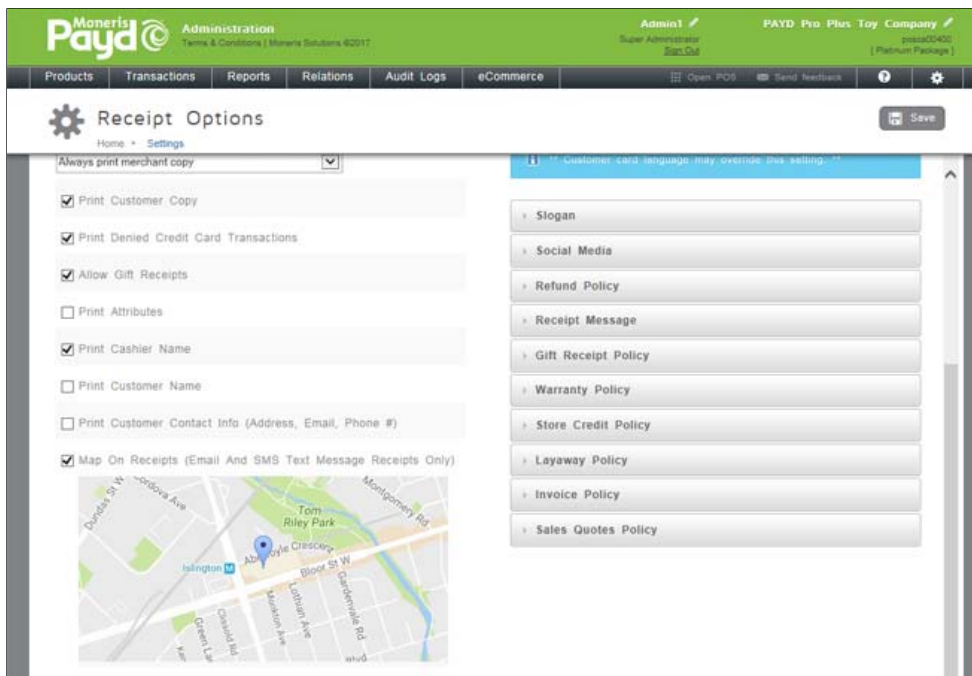 Moneris
Payd
Administration
Terms & Conditions | Moneris Solutions ©2017
Admin1
Super Administrator
Sign Out
PAYD Pro Plus Toy Company
posca00400
[ Platinum Package ]
Products Transactions Reports Relations Audit Logs eCommerce Open POS Send feedback ?
Receipt Options
Home Settings
Save
Always print merchant copy
Print Customer Copy
Print Denied Credit Card Transactions
Allow Gift Receipts
Print Attributes
Print Cashier Name
Print Customer Name
Print Customer Contact Info (Address, Email, Phone #)
Map On Receipts (Email And SMS Text Message Receipts Only)
Dundas St W
Cordova Ave
Montgomery Rd
Tom
Riley Park
Islington M
Bloor St W
Monkton Ave
Lothian Ave
Gardenvale Rd
Clissold Rd
Green
** Customer card language may override this setting. **
Slogan
Social Media
Refund Policy
Receipt Message
Gift Receipt Policy
Warranty Policy
Store Credit Policy
Layaway Policy
Invoice Policy
Sales Quotes Policy